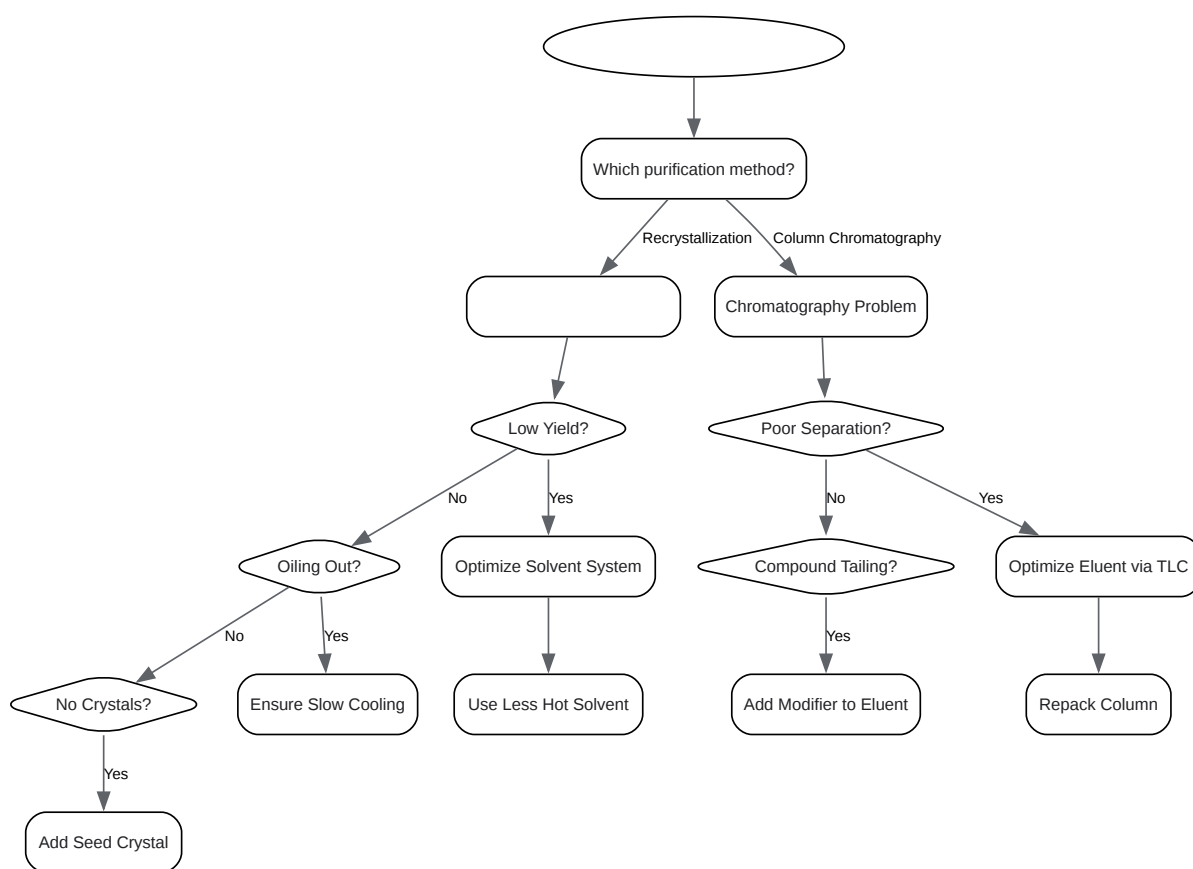 Which purification method?
Recrystallization
Column Chromatography
Chromatography Problem
Low Yield?
Poor Separation?
No
Yes
No
Yes
Oiling Out?
Optimize Solvent System
Compound Tailing?
Optimize Eluent via TLC
No
Yes
Yes
No Crystals?
Ensure Slow Cooling
Use Less Hot Solvent
Add Modifier to Eluent
Repack Column
Yes
Add Seed Crystal